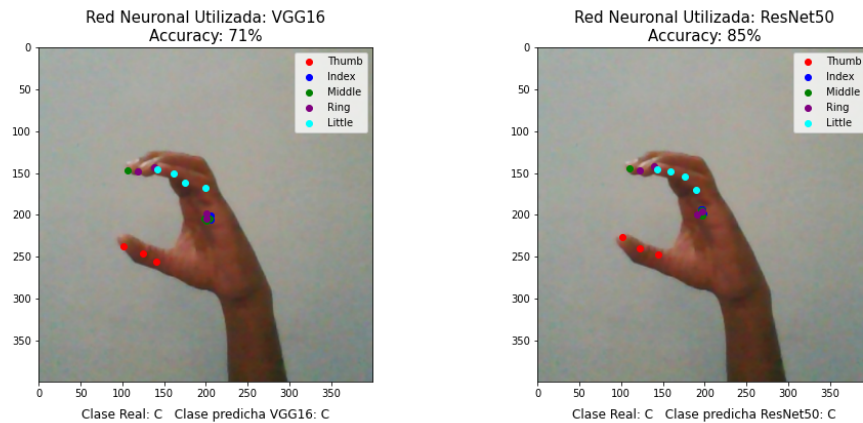 Red Neuronal Utilizada: VGG16
Accuracy: 71%
0
50
100
150
200
250
300
350
0 50 100 150 200 250 300 350
Thumb
Index
Middle
Ring
Little
Clase Real: C Clase predicha VGG16: C
Red Neuronal Utilizada: ResNet50
Accuracy: 85%
0
50
100
150
200
250
300
350
0 50 100 150 200 250 300 350
Thumb
Index
Middle
Ring
Little
Clase Real: C Clase predicha ResNet50: C